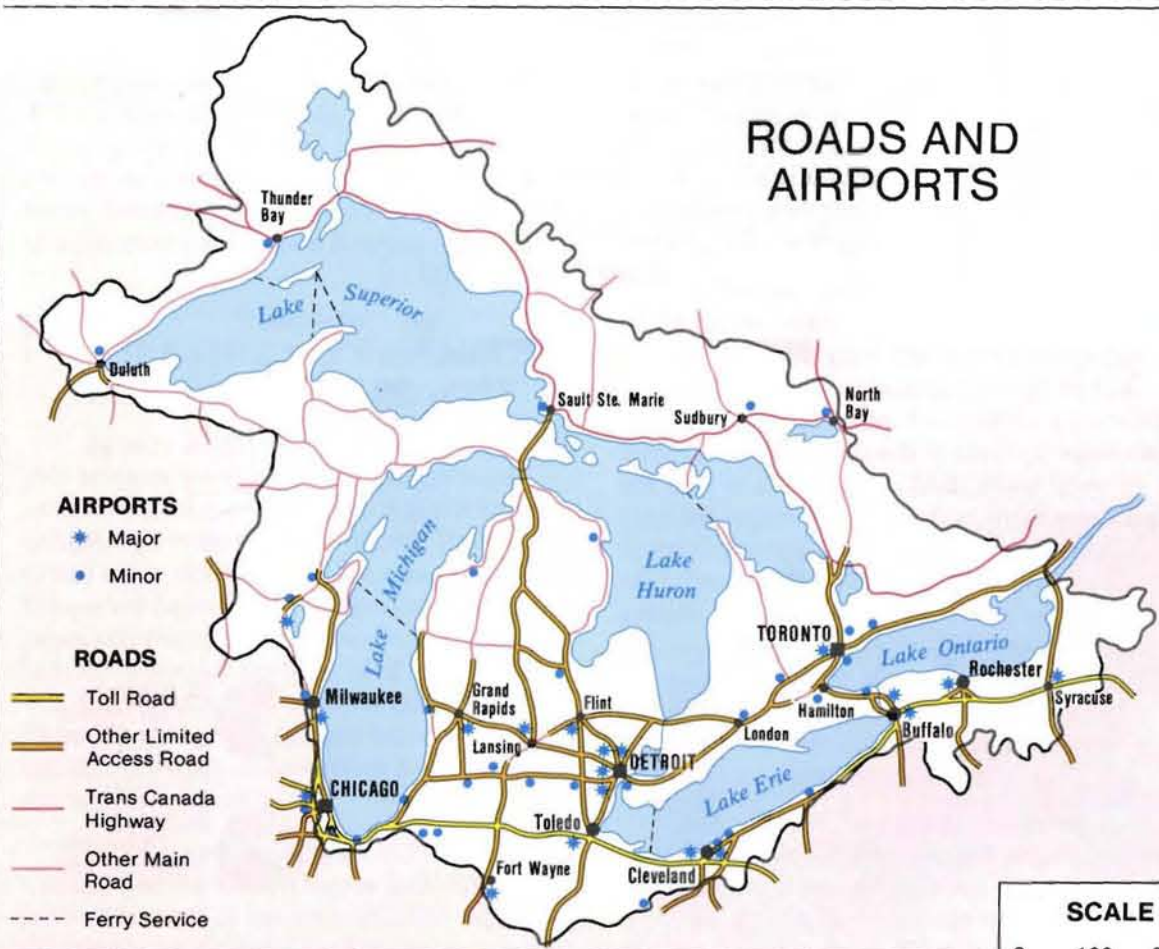 ROADS AND
AIRPORTS
Thunder
Bay
Lake Superior
Duluth
Sault Ste. Marie
Sudbury
North
Bay
AIRPORTS
Major
Minor
Lake Michigan
Lake
Huron
TORONTO
Lake Ontario
Rochester
ROADS
Toll Road
Other Limited
Access Road
Trans Canada
Highway
Other Main
Road
Ferry Service
Milwaukee
Grand
Rapids
Flint
Hamilton
Syracuse
Lansing
London
Buffalo
CHICAGO
DETROIT
Lake Erie
Toledo
Fort Wayne
Cleveland
SCALE